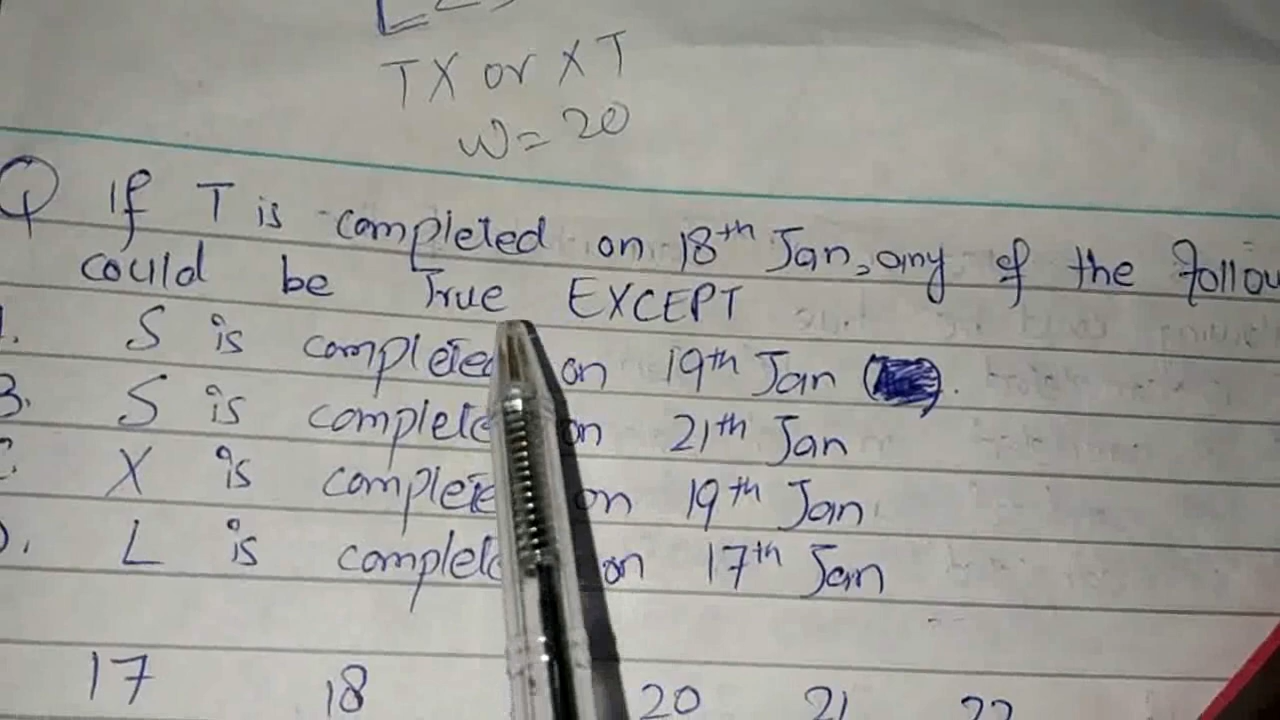 TX or XT
W = 20
Q If T is completed on 18th Jan, any of the follow
could be True EXCEPT
S is completed on 19th Jan
B. S is complete on 21th Jan
X is complete on 19th Jan
D. L is complete on 17th Jan
17 18 20 21 22